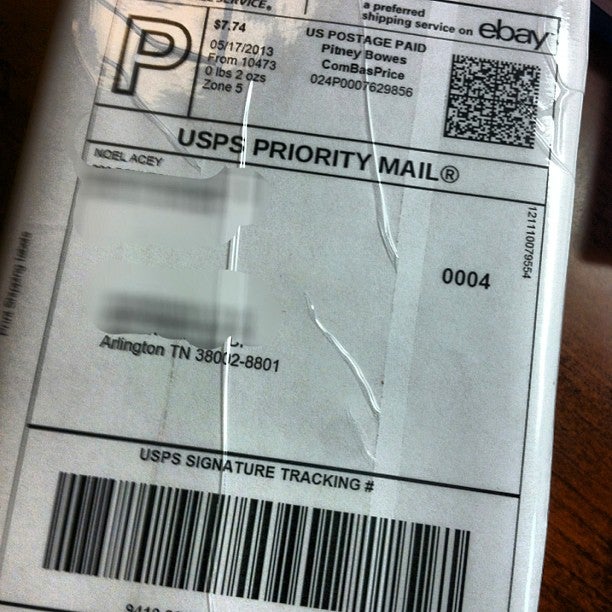 SERVICE.®
a preferred
shipping service on ebay
P
$7.74
05/17/2013
From 10473
0 lbs 2 ozs
Zone 5
US POSTAGE PAID
Pitney Bowes
ComBasPrice
024P0007629856
USPS PRIORITY MAIL®
NOEL ACEY
121110079554
0004
Arlington TN 38002-8801
USPS SIGNATURE TRACKING #